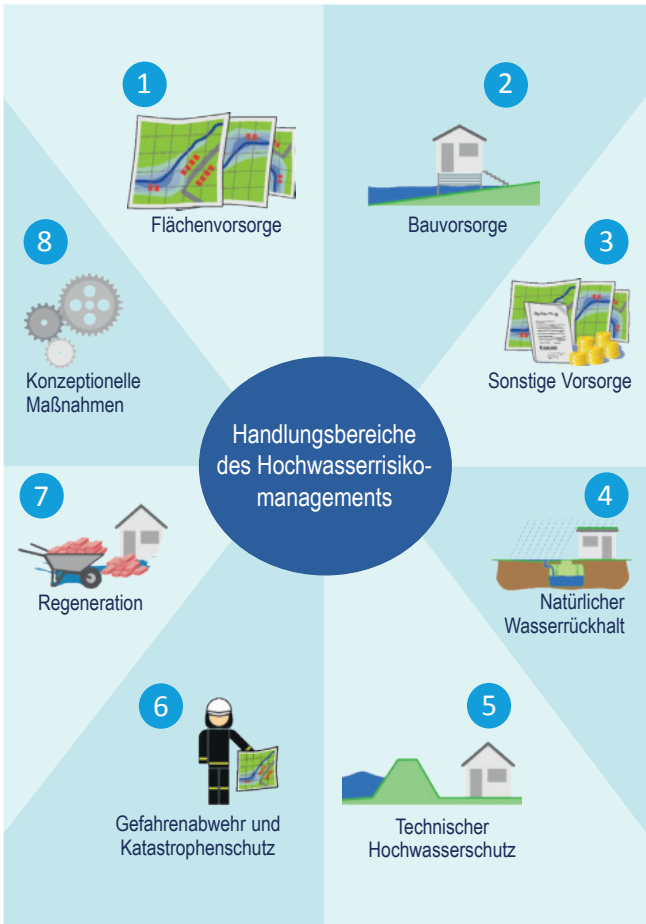 1
Flächenvorsorge
2
Bauvorsorge
3
Sonstige Vorsorge
4
Natürlicher
Wasserrückhalt
5
Technischer
Hochwasserschutz
6
Gefahrenabwehr und
Katastrophenschutz
7
Regeneration
8
Konzeptionelle
Maßnahmen
Handlungsbereiche
des Hochwasserrisiko-
managements